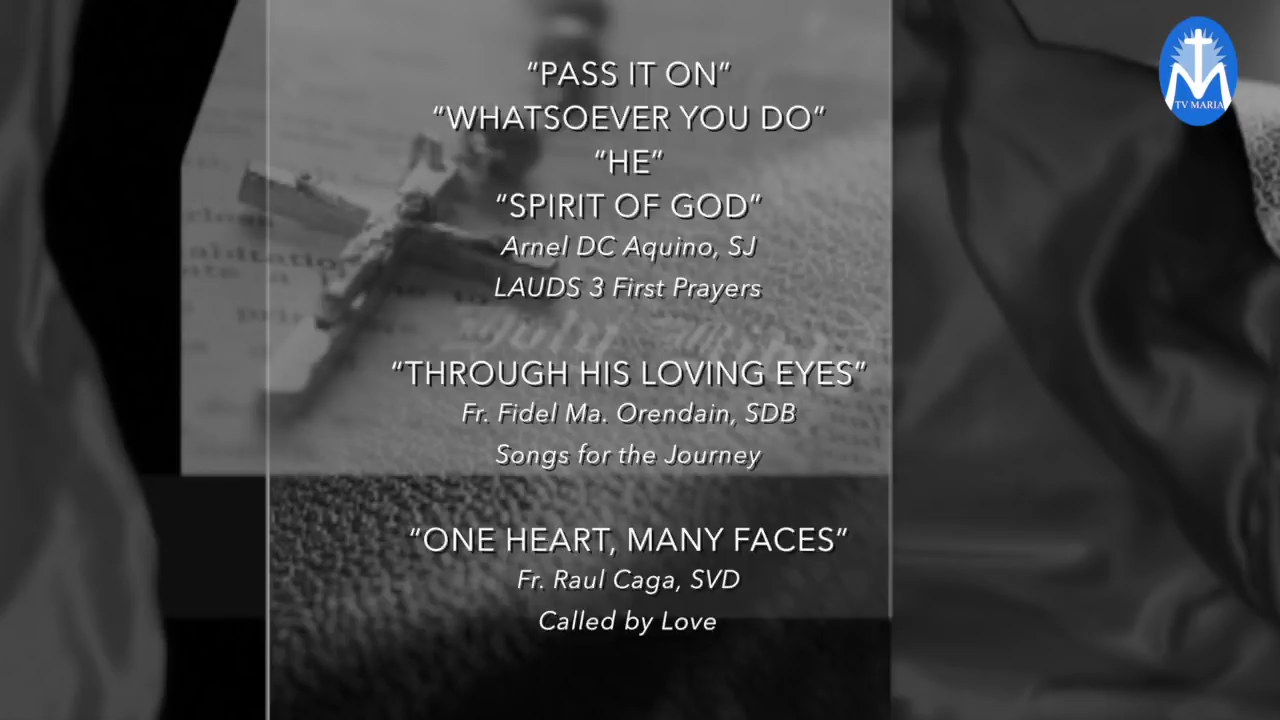 “PASS IT ON”
“WHATSOEVER YOU DO”
“HE”
“SPIRIT OF GOD”
Arnel DC Aquino, SJ
LAUDS 3 First Prayers
“THROUGH HIS LOVING EYES”
Fr. Fidel Ma. Orendain, SDB
Songs for the Journey
“ONE HEART, MANY FACES”
Fr. Raul Caga, SVD
Called by Love
TV MARIA